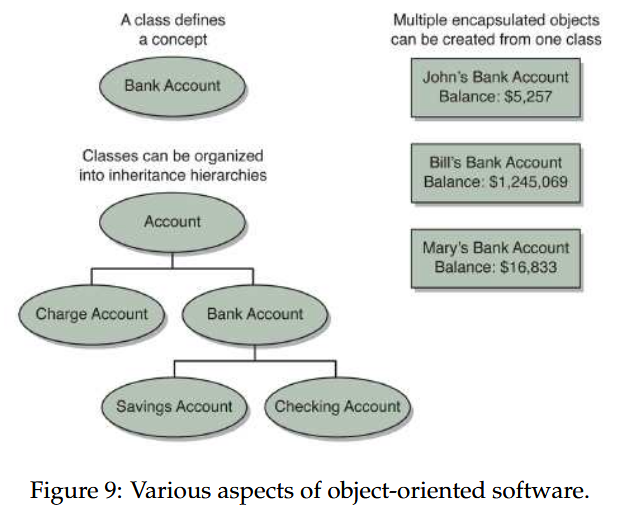 A class defines
a concept
Bank Account
Classes can be organized
into inheritance hierarchies
Account
Charge Account
Bank Account
Savings Account
Checking Account
Multiple encapsulated objects
can be created from one class
John's Bank Account
Balance: $5,257
Bill's Bank Account
Balance: $1,245,069
Mary's Bank Account
Balance: $16,833
Figure 9: Various aspects of object-oriented software.